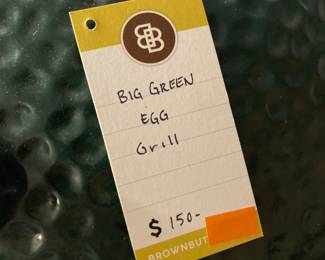 BIG GREEN
EGG
Grill
$ 150-
BROWNBUT